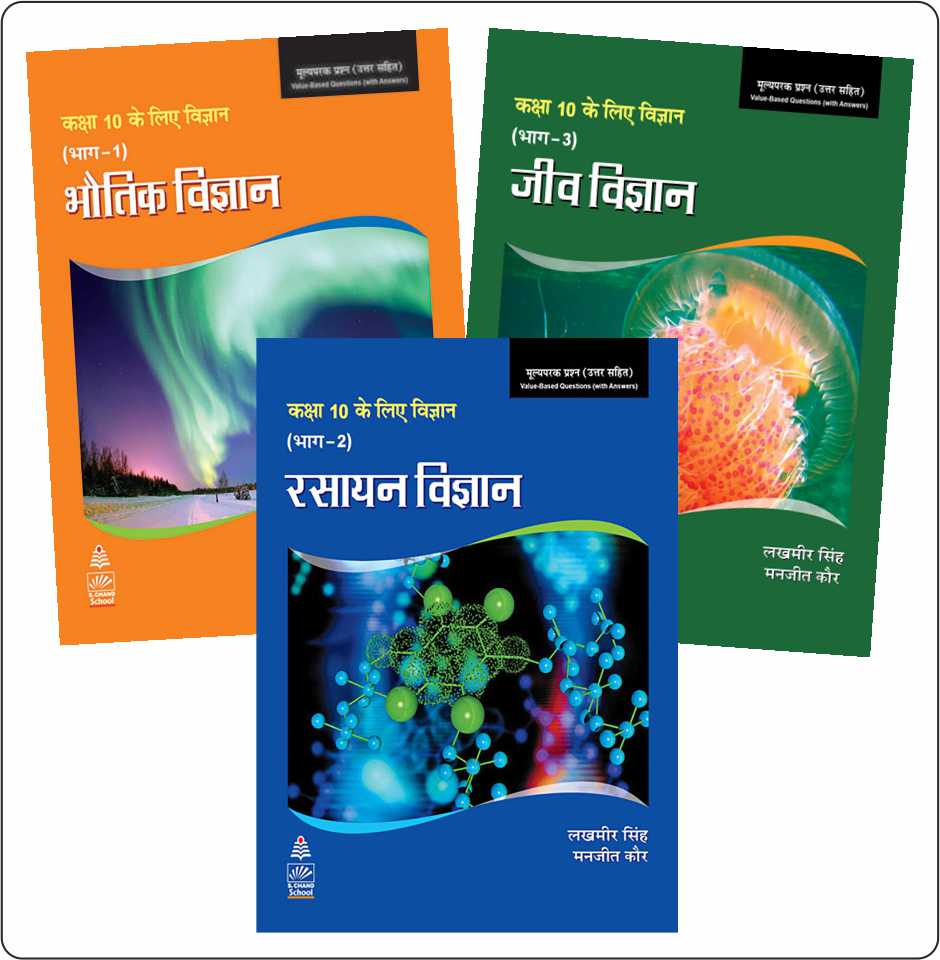 मूल्यपरक प्रश्न (उत्तर सहित)
Value-Based Questions (with Answers)
कक्षा 10 के लिए विज्ञान
(भाग-1)
भौतिक विज्ञान
S. CHAND
School
मूल्यपरक प्रश्न (उत्तर सहित)
Value-Based Questions (with Answers)
कक्षा 10 के लिए विज्ञान
(भाग-3)
जीव विज्ञान
लखमीर सिंह
मनजीत कौर
मूल्यपरक प्रश्न (उत्तर सहित)
Value-Based Questions (with Answers)
कक्षा 10 के लिए विज्ञान
(भाग-2)
रसायन विज्ञान
लखमीर सिंह
मनजीत कौर
S. CHAND
School